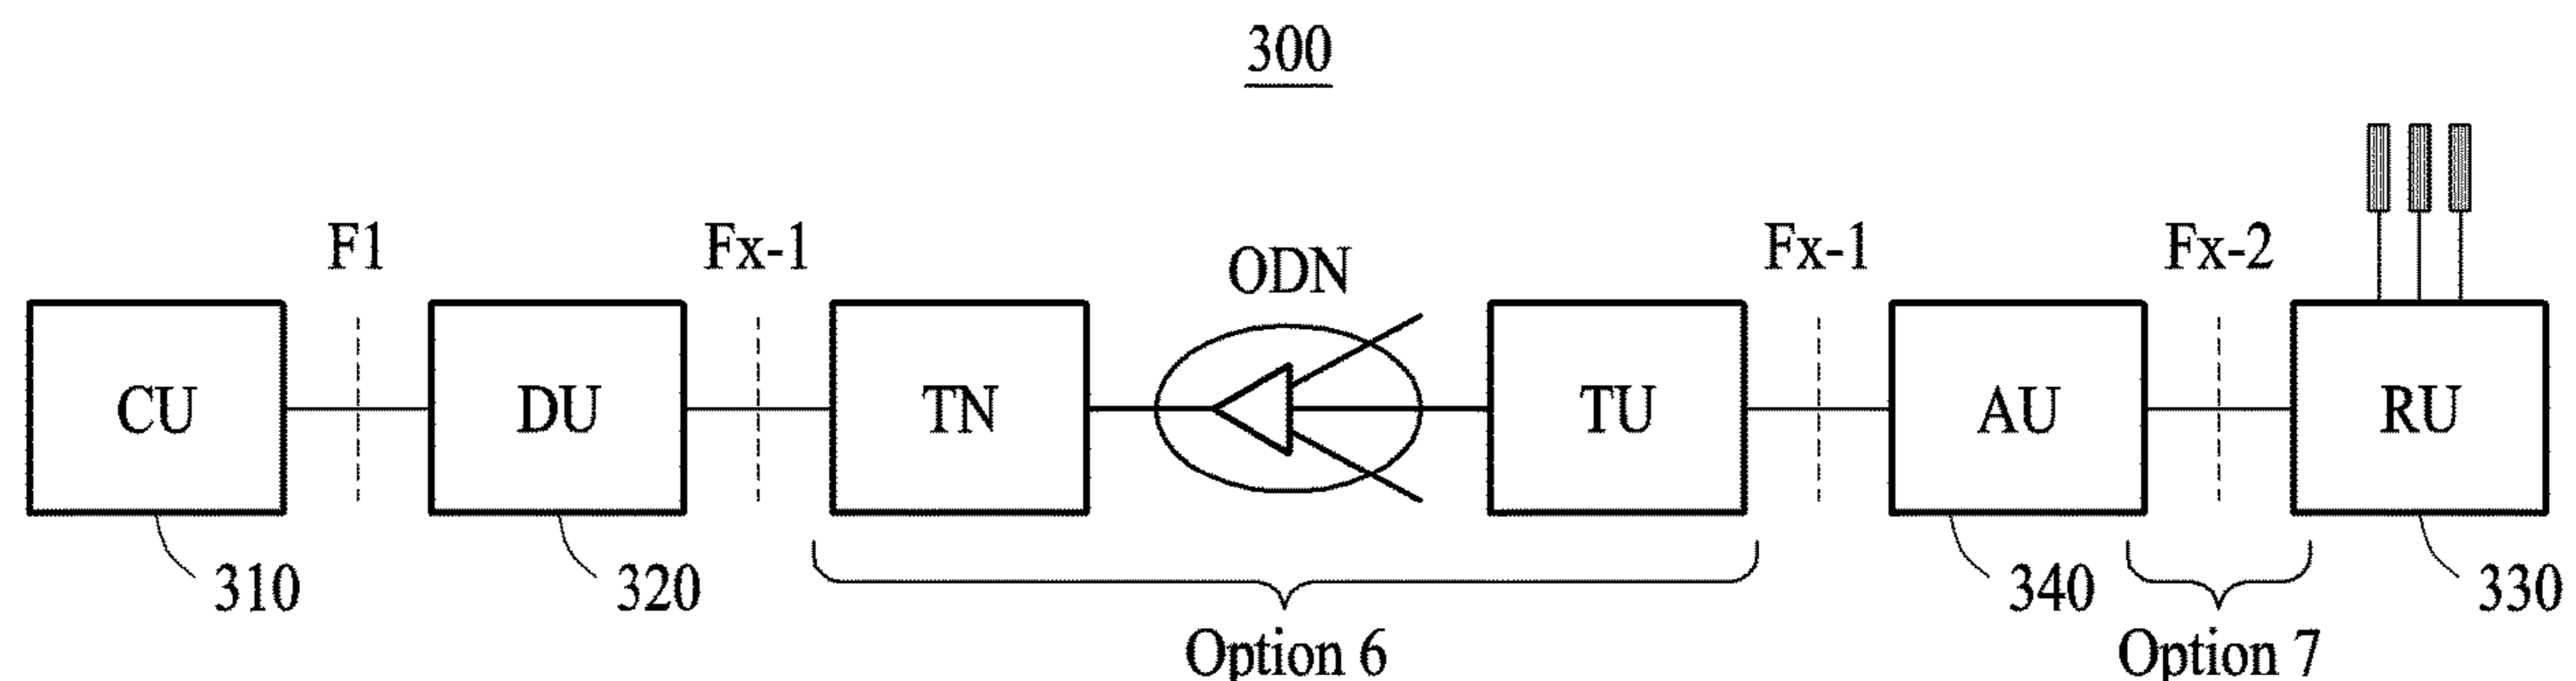 300
F1
Fx-1
ODN
Fx-1
Fx-2
CU
DU
TN
TU
AU
RU
310
320
340
330
Option 6
Option 7